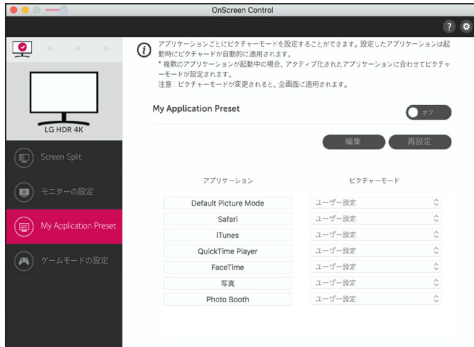 OnScreen Control
?
アプリケーションごとにピクチャーモードを設定することができます。設定したアプリケーションは起
動時にピクチャーが自動的に適用されます。
* 複数のアプリケーションが起動中の場合、アクティブ化されたアプリケーションに合わせてピクチャ
ーモードが設定されます。
注意：ピクチャーモードが変更されると、全画面に適用されます。
LG HDR 4K
My Application Preset
オフ
編集
再設定
Screen Split
モニターの設定
My Application Preset
ゲームモードの設定
アプリケーション
ピクチャーモード
Default Picture Mode
ユーザー設定
Safari
ユーザー設定
iTunes
ユーザー設定
QuickTime Player
ユーザー設定
FaceTime
ユーザー設定
写真
ユーザー設定
Photo Booth
ユーザー設定